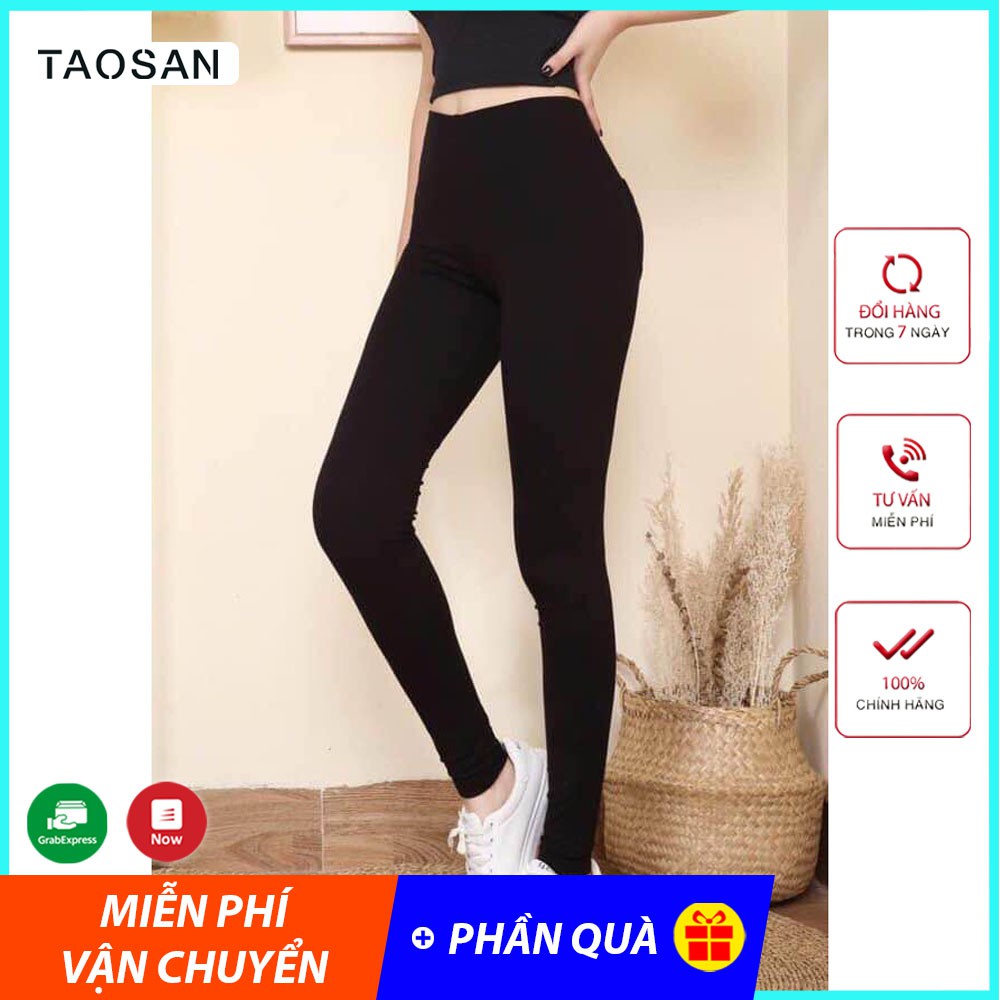 TAOSAN
ĐỔI HÀNG
TRONG 7 NGÀY
TƯ VẤN
MIỄN PHÍ
100%
CHÍNH HÃNG
GrabExpress
Now
MIỄN PHÍ
VẬN CHUYỂN
+ PHẦN QUÀ